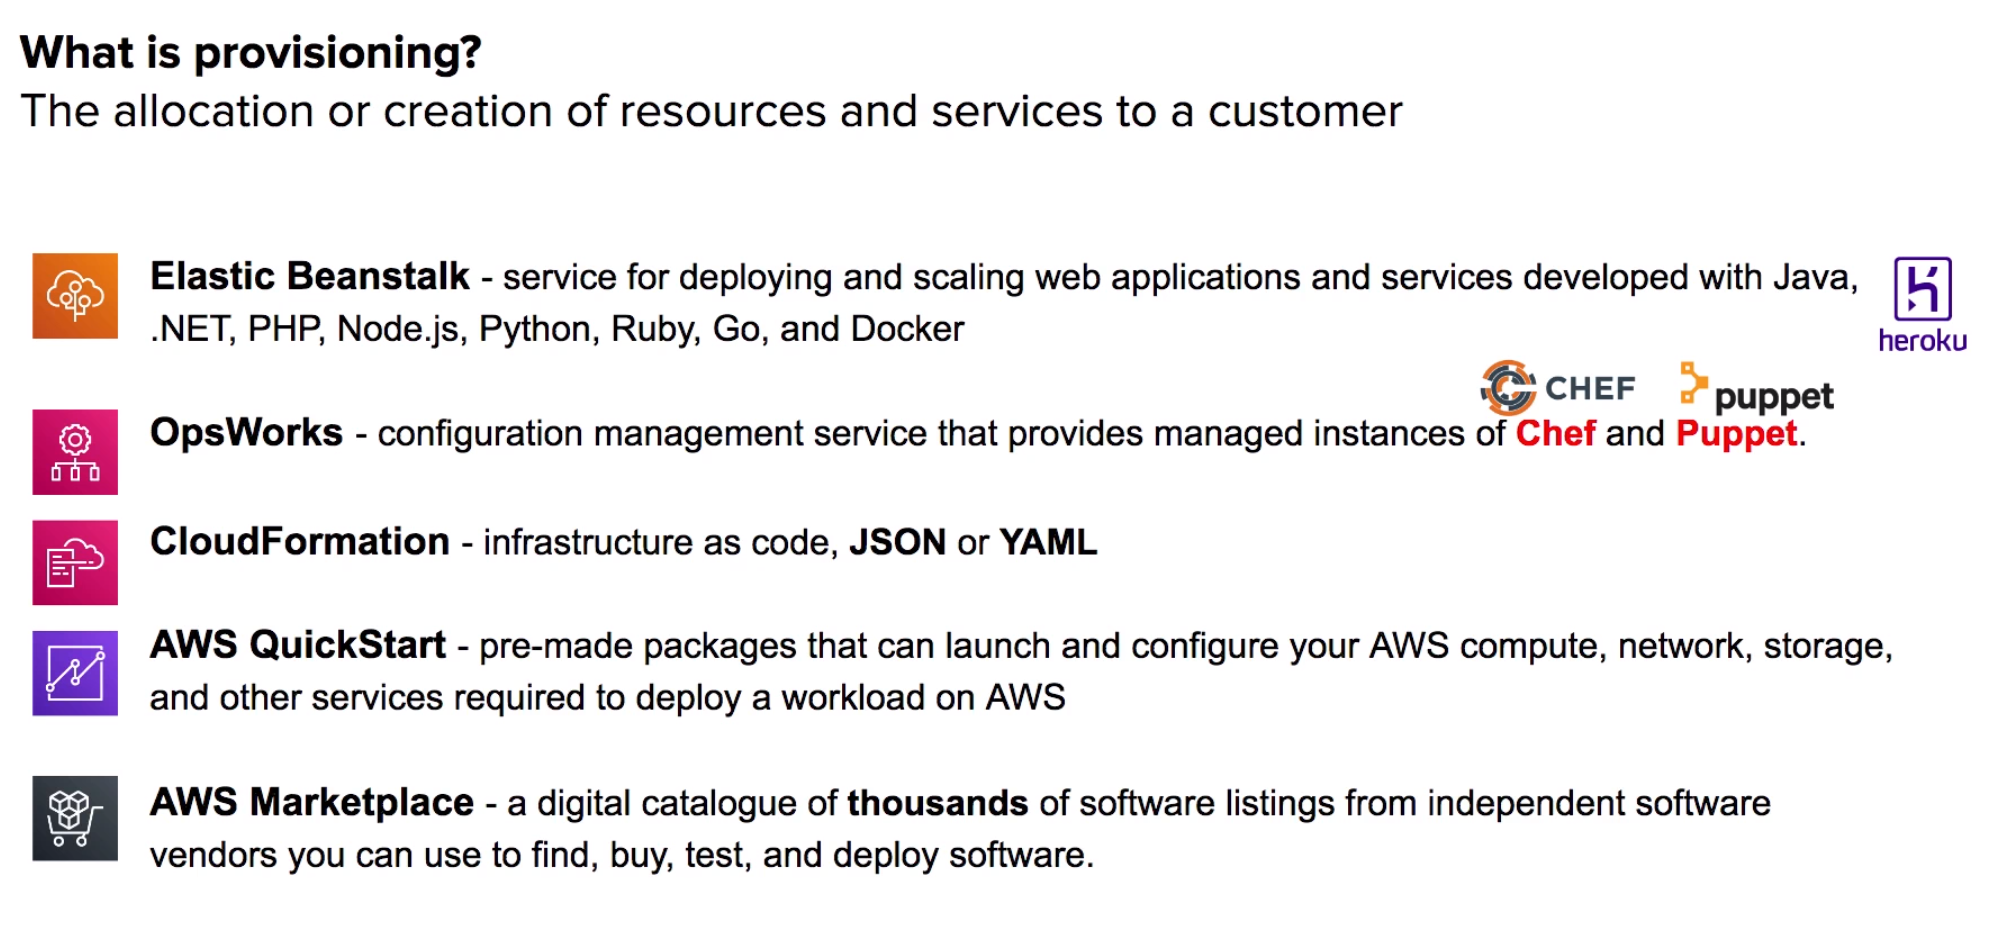 What is provisioning?
The allocation or creation of resources and services to a customer
Elastic Beanstalk - service for deploying and scaling web applications and services developed with Java,
.NET, PHP, Node.js, Python, Ruby, Go, and Docker
heroku
CHEF puppet
OpsWorks - configuration management service that provides managed instances of Chef and Puppet.
CloudFormation - infrastructure as code, JSON or YAML
AWS QuickStart - pre-made packages that can launch and configure your AWS compute, network, storage,
and other services required to deploy a workload on AWS
AWS Marketplace - a digital catalogue of thousands of software listings from independent software
vendors you can use to find, buy, test, and deploy software.